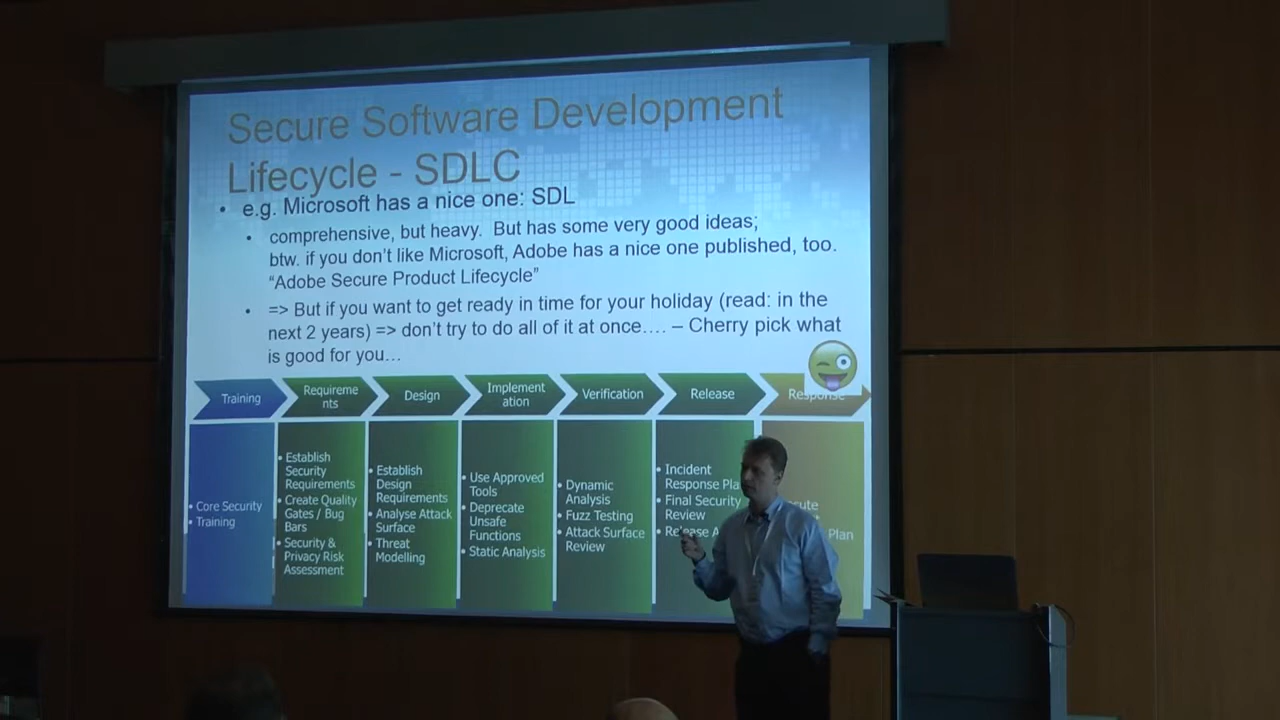 Secure Software Development
Lifecycle - SDLC
• e.g. Microsoft has a nice one: SDL
• comprehensive, but heavy. But has some very good ideas;
btw. if you don't like Microsoft, Adobe has a nice one published, too.
“Adobe Secure Product Lifecycle”
• => But if you want to get ready in time for your holiday (read: in the
next 2 years) => don't try to do all of it at once…. – Cherry pick what
is good for you…
Training
Requireme
nts
Design
Implement
ation
Verification
Release
Response
• Core Security
• Training
• Establish
Security
Requirements
• Create Quality
Gates / Bug
Bars
• Security &
Privacy Risk
Assessment
• Establish
Design
Requirements
• Analyse Attack
Surface
• Threat
Modelling
• Use Approved
Tools
• Deprecate
Unsafe
Functions
• Static Analysis
• Dynamic
Analysis
• Fuzz Testing
• Attack Surface
Review
• Incident
Response Pla
• Final Security
Review
• Release A
Plan